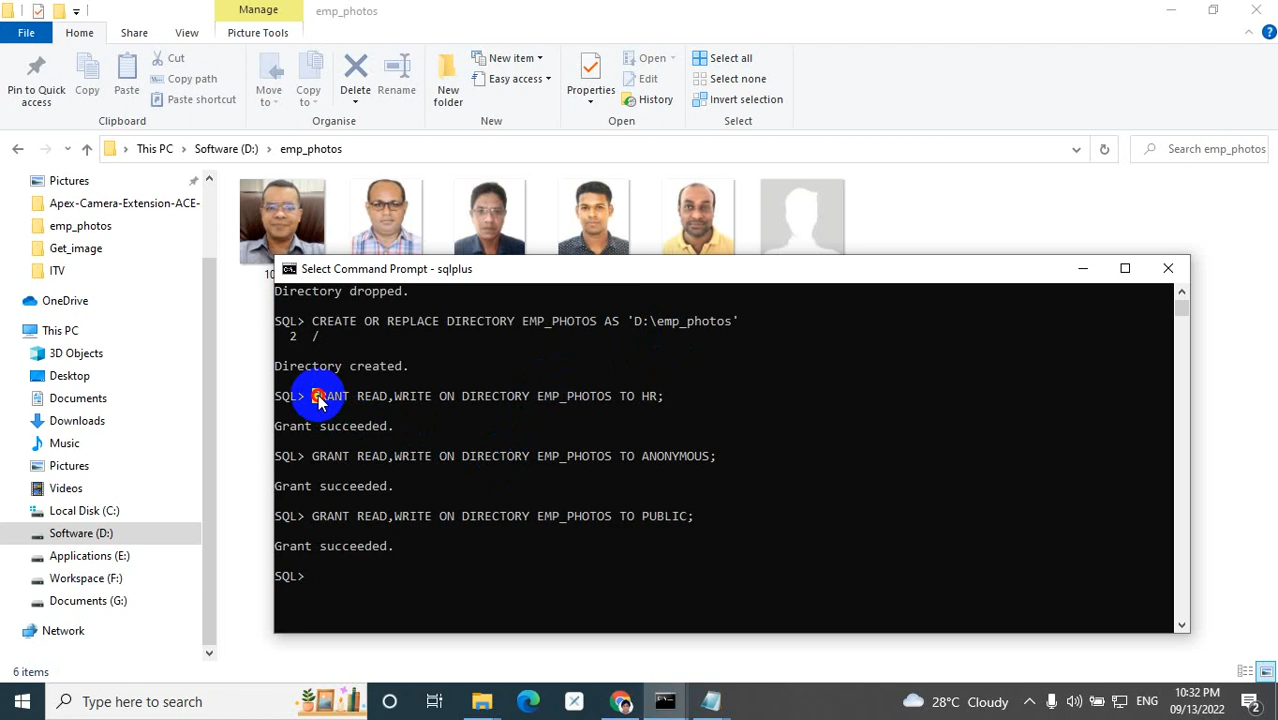 Manage
emp_photos
File
Home
Share
View
Picture Tools
Pin to Quick access
Copy
Paste
Cut
Copy path
Paste shortcut
Clipboard
Move to
Copy to
Delete
Rename
Organise
New folder
New item
Easy access
New
Properties
Open
Edit
History
Open
Select all
Select none
Invert selection
Select
This PC
Software (D:)
emp_photos
Search emp_photos
Pictures
Apex-Camera-Extension-ACE-
emp_photos
Get_image
ITV
OneDrive
This PC
3D Objects
Desktop
Documents
Downloads
Music
Pictures
Videos
Local Disk (C:)
Software (D:)
Applications (E:)
Workspace (F:)
Documents (G:)
Network
6 items
10
Select Command Prompt - sqlplus
Directory dropped.
SQL> CREATE OR REPLACE DIRECTORY EMP_PHOTOS AS 'D:\emp_photos'
2 /
Directory created.
SQL> GRANT READ,WRITE ON DIRECTORY EMP_PHOTOS TO HR;
Grant succeeded.
SQL> GRANT READ,WRITE ON DIRECTORY EMP_PHOTOS TO ANONYMOUS;
Grant succeeded.
SQL> GRANT READ,WRITE ON DIRECTORY EMP_PHOTOS TO PUBLIC;
Grant succeeded.
SQL>
Type here to search
28°C Cloudy
ENG
10:32 PM
09/13/2022
2